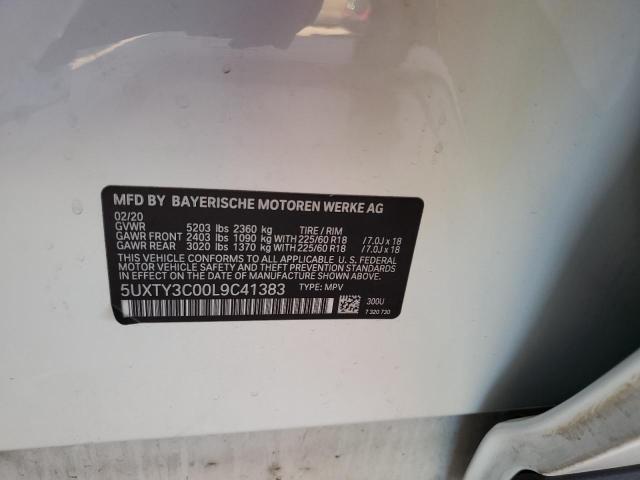 MFD BY BAYERISCHE MOTOREN WERKE AG
02/20
GVWR 5203 lbs 2360 kg TIRE / RIM
GAWR FRONT 2403 lbs 1090 kg WITH 225/60 R18 / 7.0J x 18
GAWR REAR 3020 lbs 1370 kg WITH 225/60 R18 / 7.0J x 18
THIS VEHICLE CONFORMS TO ALL APPLICABLE U.S. FEDERAL
MOTOR VEHICLE SAFETY, BUMPER, AND THEFT PREVENTION
STANDARDS IN EFFECT ON THE DATE OF MANUFACTURE SHOWN ABOVE.
5UXTY3C00L9C41383 TYPE: MPV
300U
7 320 730